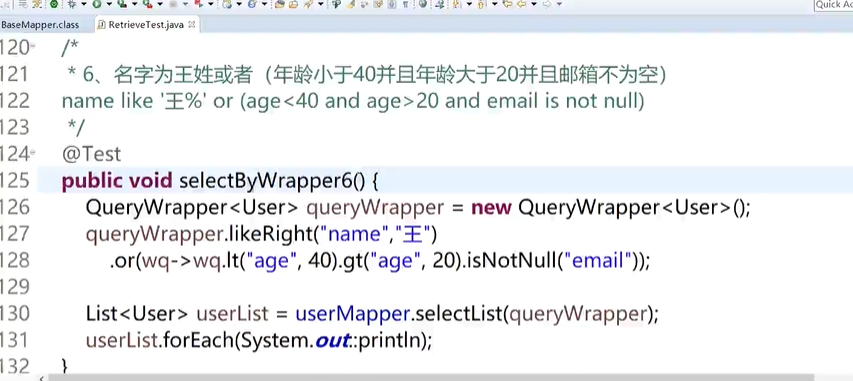 Quick Ac
BaseMapper.class RetrieveTest.java
120 /*
121 * 6、名字为王姓或者（年龄小于40并且年龄大于20并且邮箱不为空）
122 name like '王%' or (age<40 and age>20 and email is not null)
123 */
124 @Test
125 public void selectByWrapper6() {
126 QueryWrapper<User> queryWrapper = new QueryWrapper<User>();
127 queryWrapper.likeRight("name","王")
128 .or(wq->wq.lt("age", 40).gt("age", 20).isNotNull("email"));
129
130 List<User> userList = userMapper.selectList(queryWrapper);
131 userList.forEach(System.out::println);
132 }